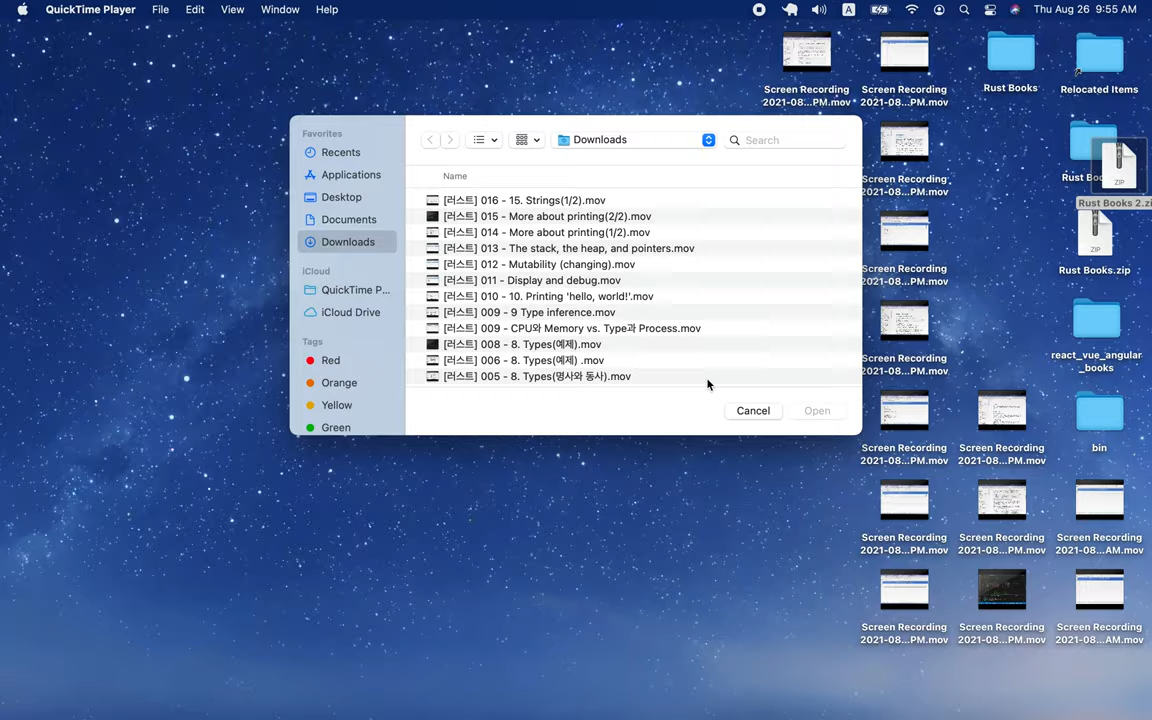 QuickTime Player File Edit View Window Help A Thu Aug 26 9:55 AM
Screen Recording
2021-08...PM.mov
Screen Recording
2021-08...PM.mov
Rust Books
Relocated Items
Favorites
Recents
Applications
Desktop
Documents
Downloads
iCloud
QuickTime P...
iCloud Drive
Tags
Red
Orange
Yellow
Green
Downloads
Search
Name
[러스트] 016 - 15. Strings(1/2).mov
[러스트] 015 - More about printing(2/2).mov
[러스트] 014 - More about printing(1/2).mov
[러스트] 013 - The stack, the heap, and pointers.mov
[러스트] 012 - Mutability (changing).mov
[러스트] 011 - Display and debug.mov
[러스트] 010 - 10. Printing 'hello, world!'.mov
[러스트] 009 - 9 Type inference.mov
[러스트] 009 - CPU와 Memory vs. Type과 Process.mov
[러스트] 008 - 8. Types(예제).mov
[러스트] 006 - 8. Types(예제) .mov
[러스트] 005 - 8. Types(명사와 동사).mov
Cancel Open
Screen Recording
2021-08...PM.mov
Rust Bo
ZIP
Rust Books 2.zi
Screen Recording
2021-08...PM.mov
ZIP
Rust Books.zip
Screen Recording
2021-08...PM.mov
react_vue_angular
_books
Screen Recording
2021-08...PM.mov
Screen Recording
2021-08...PM.mov
bin
Screen Recording
2021-08...PM.mov
Screen Recording
2021-08...PM.mov
Screen Recording
2021-08...AM.mov
Screen Recording
2021-08...PM.mov
Screen Recording
2021-08...PM.mov
Screen Recording
2021-08...AM.mov